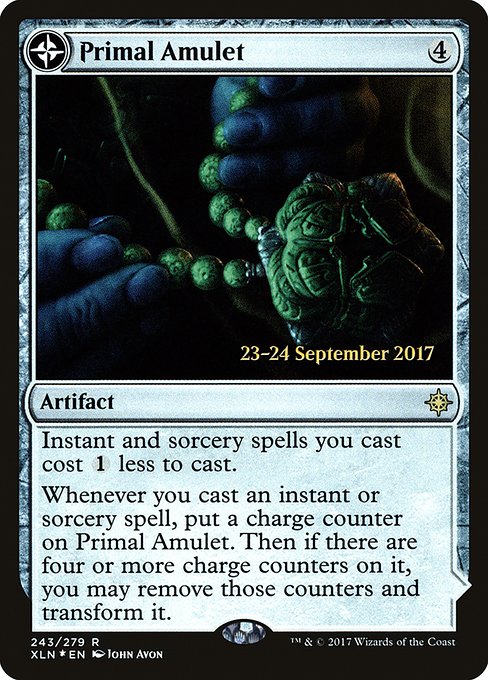 Primal Amulet 4
23–24 September 2017
Artifact
Instant and sorcery spells you cast
cost 1 less to cast.
Whenever you cast an instant or
sorcery spell, put a charge counter
on Primal Amulet. Then if there are
four or more charge counters on it,
you may remove those counters and
transform it.
243/279 R
XLN★EN John Avon
™ & © 2017 Wizards of the Coast